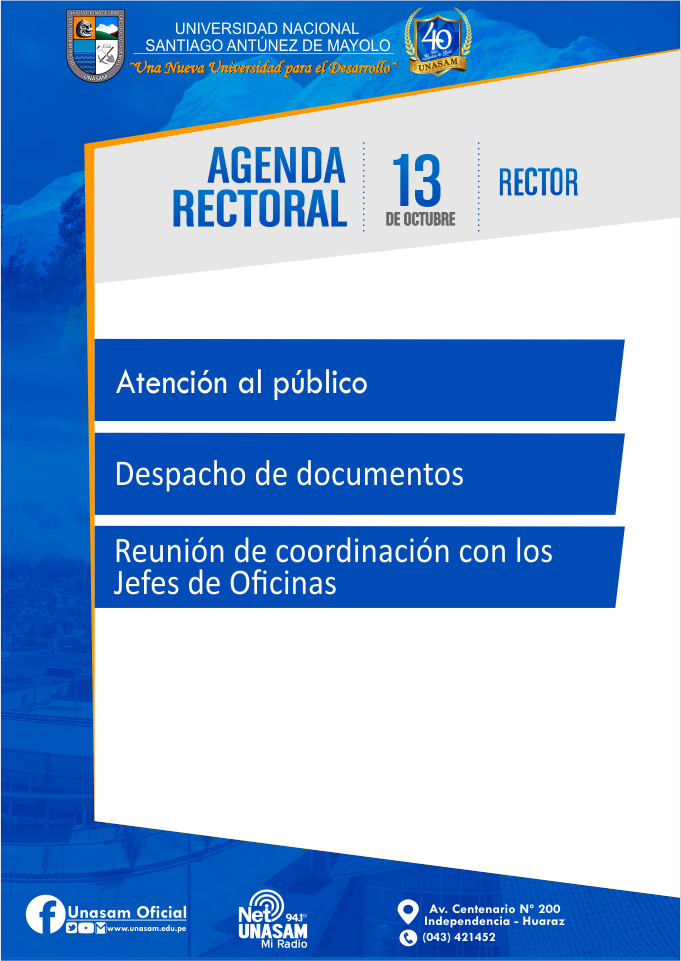 UNIVERSIDAD NACIONAL
SANTIAGO ANTÚNEZ DE MAYOLO
"Una Nueva Universidad para el Desarrollo"
UNASAM
40
UNASAM
AGENDA
RECTORAL
13
DE OCTUBRE
RECTOR
Atención al público
Despacho de documentos
Reunión de coordinación con los
Jefes de Oficinas
Unasam Oficial
www.unasam.edu.pe
Net 94.1
UNASAM
Mi Radio
Av. Centenario N° 200
Independencia - Huaraz
(043) 421452